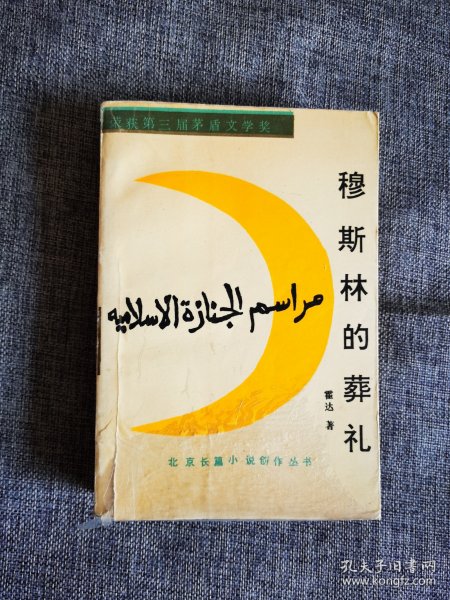 荣获第三届茅盾文学奖
穆斯林的葬礼
霍达 著
مراسم الجنازة الاسلاميه
北京长篇小说创作丛书
孔夫子旧书网
www.kongfz.com